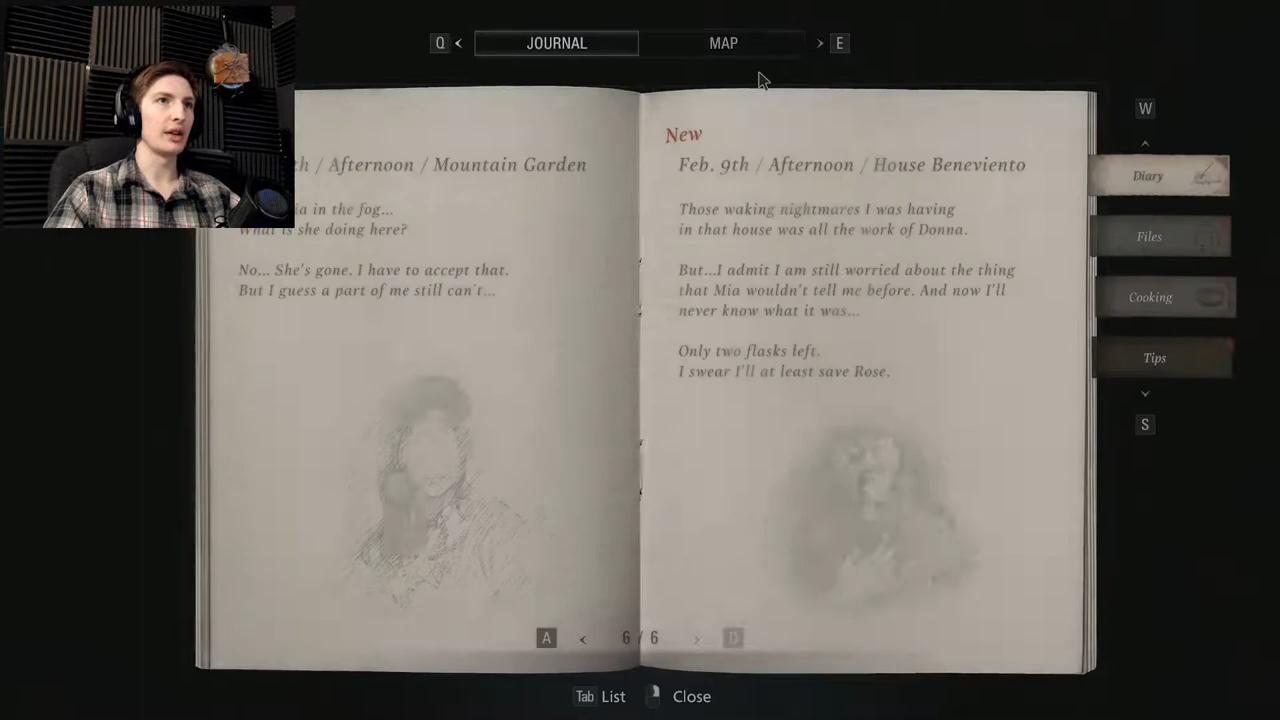 Q < JOURNAL MAP > E
W
New
/ Afternoon / Mountain Garden
in the fog...
What is she doing here?
No... She's gone. I have to accept that.
But I guess a part of me still can't...
Feb. 9th / Afternoon / House Beneviento
Those waking nightmares I was having
in that house was all the work of Donna.
But...I admit I am still worried about the thing
that Mia wouldn't tell me before. And now I'll
never know what it was...
Only two flasks left.
I swear I'll at least save Rose.
Diary
Files
Cooking
Tips
S
A < 6 / 6 > D
Tab List Close